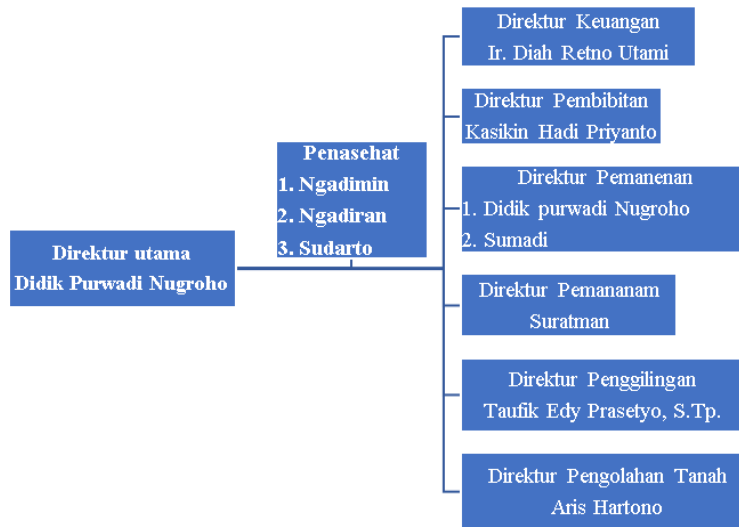 Direktur utama
Didik Purwadi Nugroho
Penasehat
1. Ngadimin
2. Ngadiran
3. Sudarto
Direktur Keuangan
Ir. Diah Retno Utami
Direktur Pembibitan
Kasikin Hadi Priyanto
Direktur Pemanenan
1. Didik purwadi Nugroho
2. Sumadi
Direktur Pemananam
Suratman
Direktur Penggilingan
Taufik Edy Prasetyo, S.Tp.
Direktur Pengolahan Tanah
Aris Hartono